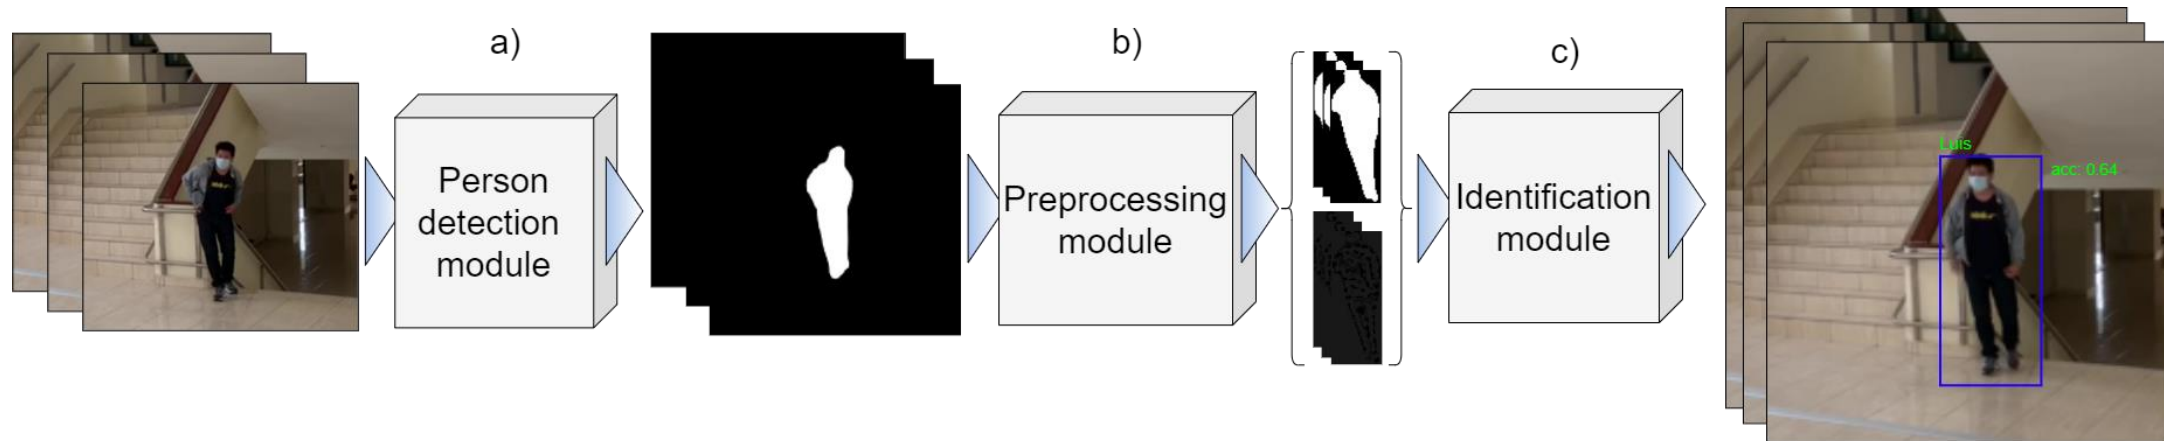 a)
Person
detection
module
b)
Preprocessing
module
c)
Identification
module
Luis
acc: 0.64